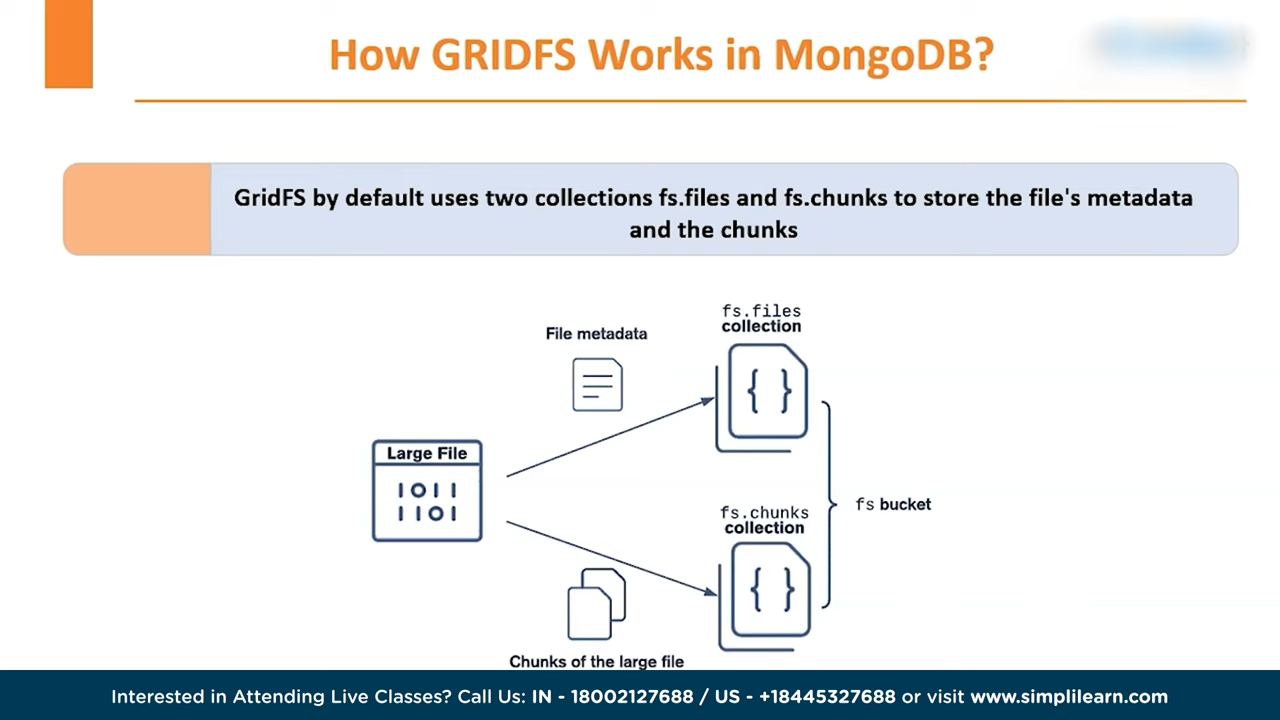 How GRIDFS Works in MongoDB?
GridFS by default uses two collections fs.files and fs.chunks to store the file's metadata
and the chunks
fs.files
collection
File metadata
{ }
Large File
1011
1101
fs.chunks
collection
fs bucket
{ }
Chunks of the large file
Interested in Attending Live Classes? Call Us: IN - 18002127688 / US - +18445327688 or visit www.simplilearn.com